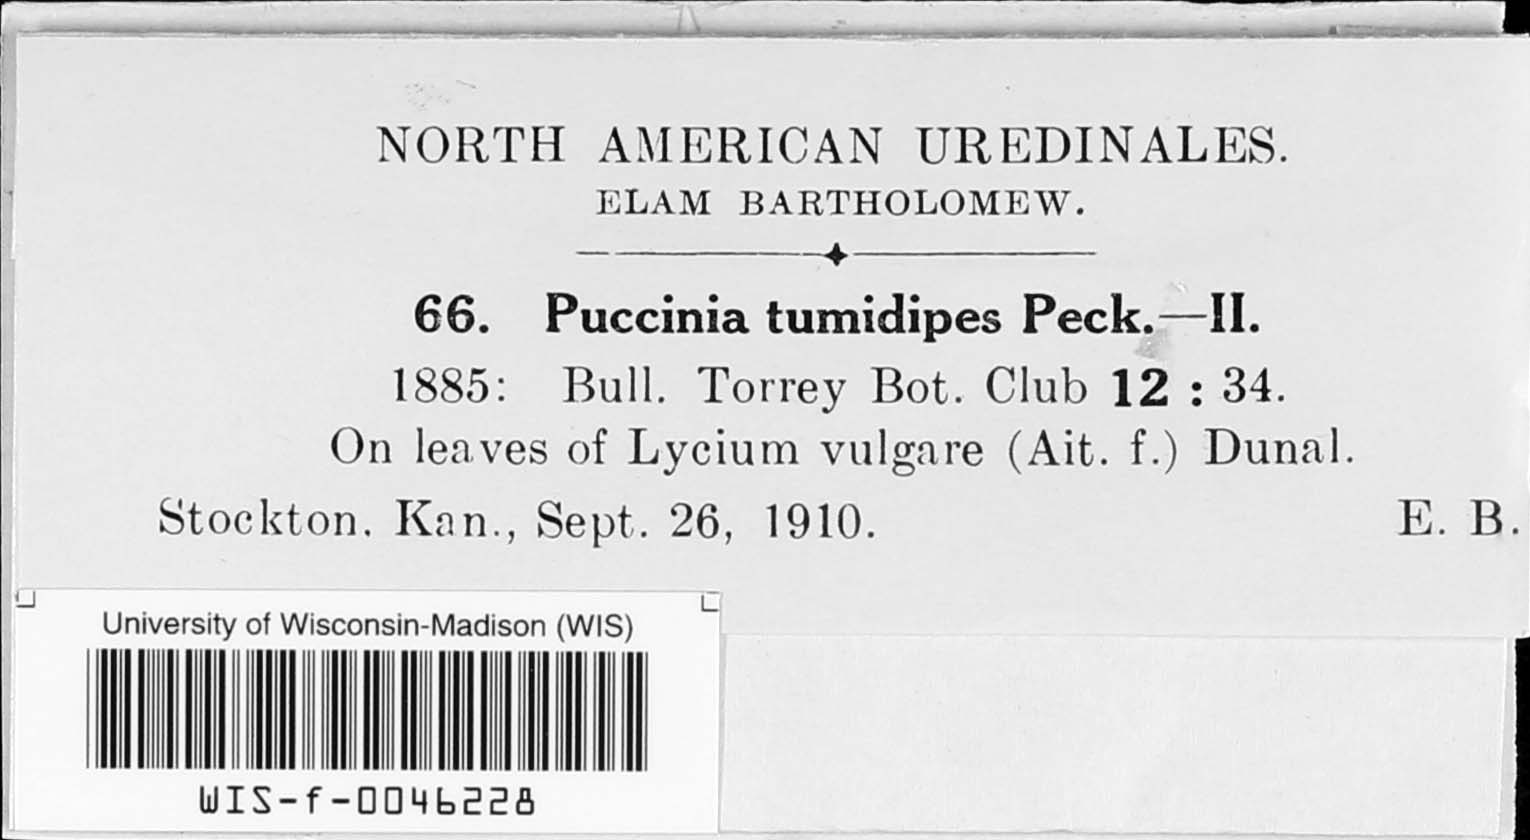 NORTH AMERICAN UREDINALES.
ELAM BARTHOLOMEW.
66. Puccinia tumidipes Peck.—II.
1885: Bull. Torrey Bot. Club 12 : 34.
On leaves of Lycium vulgare (Ait. f.) Dunal.
Stockton. Kan., Sept. 26, 1910. E. B.
University of Wisconsin-Madison (WIS)
WIS-f-0046228